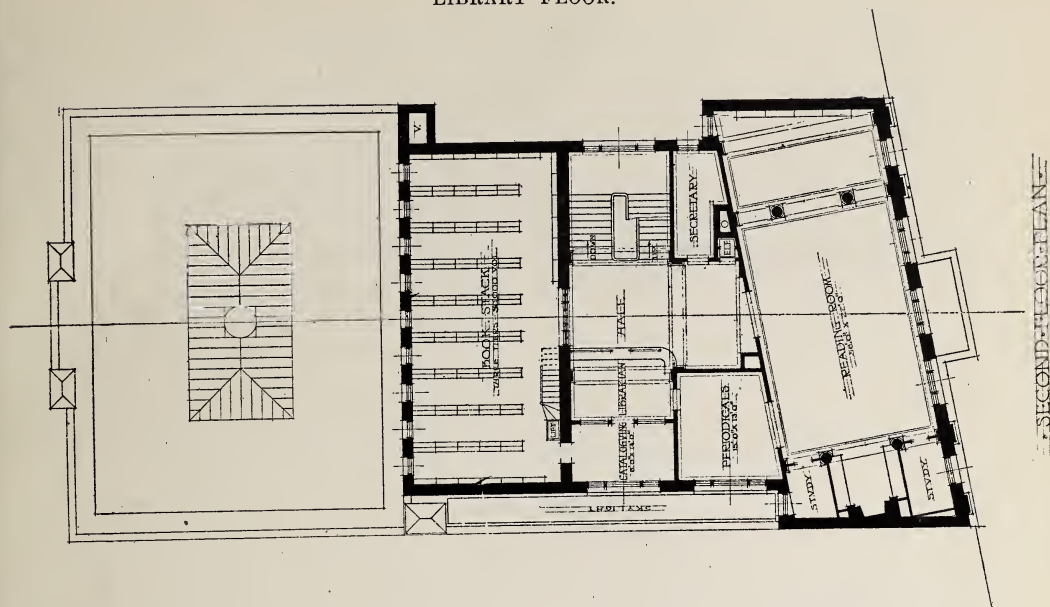 LIBRARY FLOOR.
V.
BOOK STACK
SECRETARY
DOWN
UP
HALL
LIBRARIAN
PERIODICALS
READING ROOM
STUDY.
STUDY.
LIFT
SKYLIGHT
SECOND FLOOR PLAN